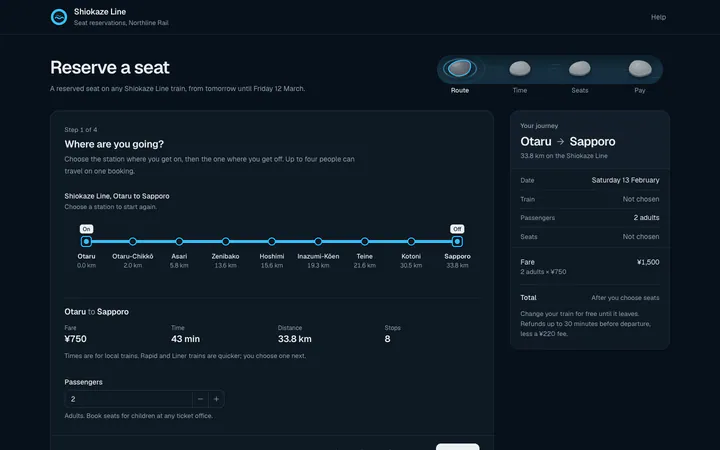 Shiokaze Line
Seat reservations, Northline Rail
Help
Reserve a seat
A reserved seat on any Shiokaze Line train, from tomorrow until Friday 12 March.
Route
Time
Seats
Pay
Step 1 of 4
Where are you going?
Choose the station where you get on, then the one where you get off. Up to four people can
travel on one booking.
Shiokaze Line, Otaru to Sapporo
Choose a station to start again.
On
Off
Otaru
Otaru-Chikkō
Asari
Zenibako
Hoshimi
Inazumi-Kōen
Teine
Kotoni
Sapporo
0.0 km
2.0 km
5.8 km
13.6 km
15.6 km
19.3 km
21.6 km
30.5 km
33.8 km
Otaru to Sapporo
Fare
Time
Distance
Stops
¥750
43 min
33.8 km
8
Times are for local trains. Rapid and Liner trains are quicker; you choose one next.
Passengers
2
Adults. Book seats for children at any ticket office.
Your journey
Otaru → Sapporo
33.8 km on the Shiokaze Line
Date
Saturday 13 February
Train
Not chosen
Passengers
2 adults
Seats
Not chosen
Fare
¥1,500
2 adults × ¥750
Total
After you choose seats
Change your train for free until it leaves.
Refunds up to 30 minutes before departure,
less a ¥220 fee.